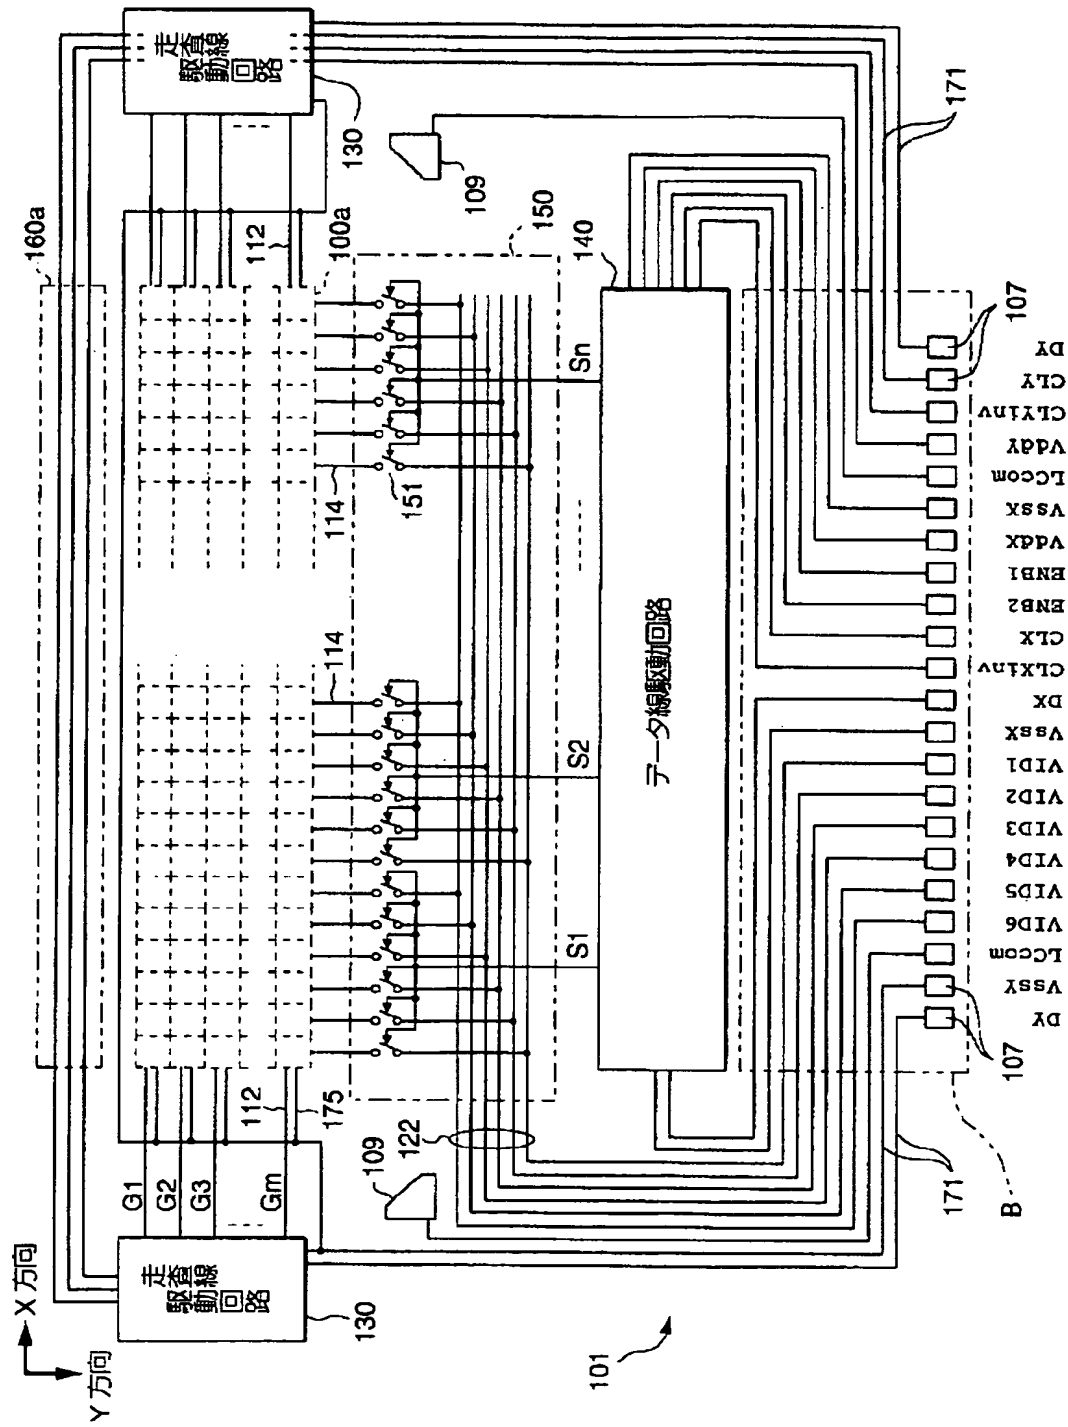 X 方向
Y 方向
101
走査線
駆動回路
130
G1
G2
G3
Gm
112
175
109
122
160a
112
100a
114
114
151
150
140
109
走査線
駆動回路
130
S1
S2
Sn
データ線駆動回路
171
171
107
107
B
DY
VssY
LCcom
VID6
VID5
VID4
VID3
VID2
VID1
VssX
DX
CLXinv
CLX
ENB2
ENB1
VddX
VssX
LCcom
VddY
CLYinv
CLY
DY